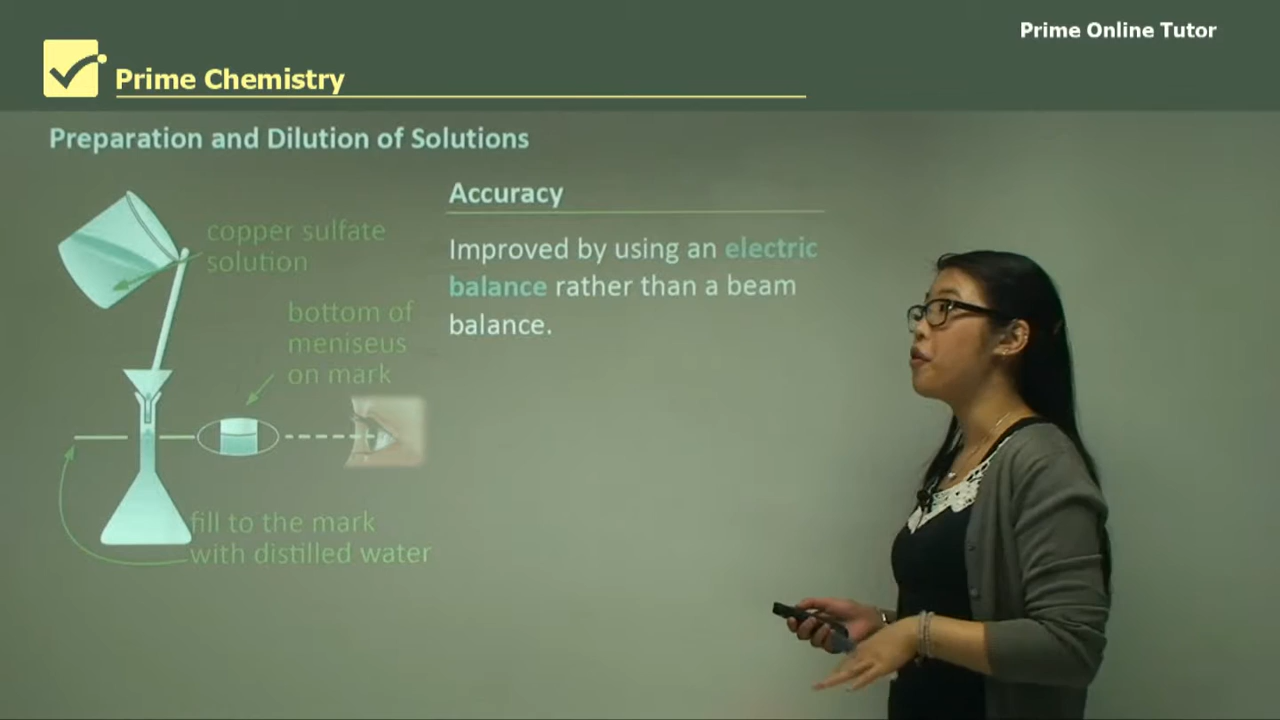 Prime Online Tutor
Prime Chemistry
Preparation and Dilution of Solutions
copper sulfate
solution
bottom of
meniseus
on mark
fill to the mark
with distilled water
Accuracy
Improved by using an electric
balance rather than a beam
balance.